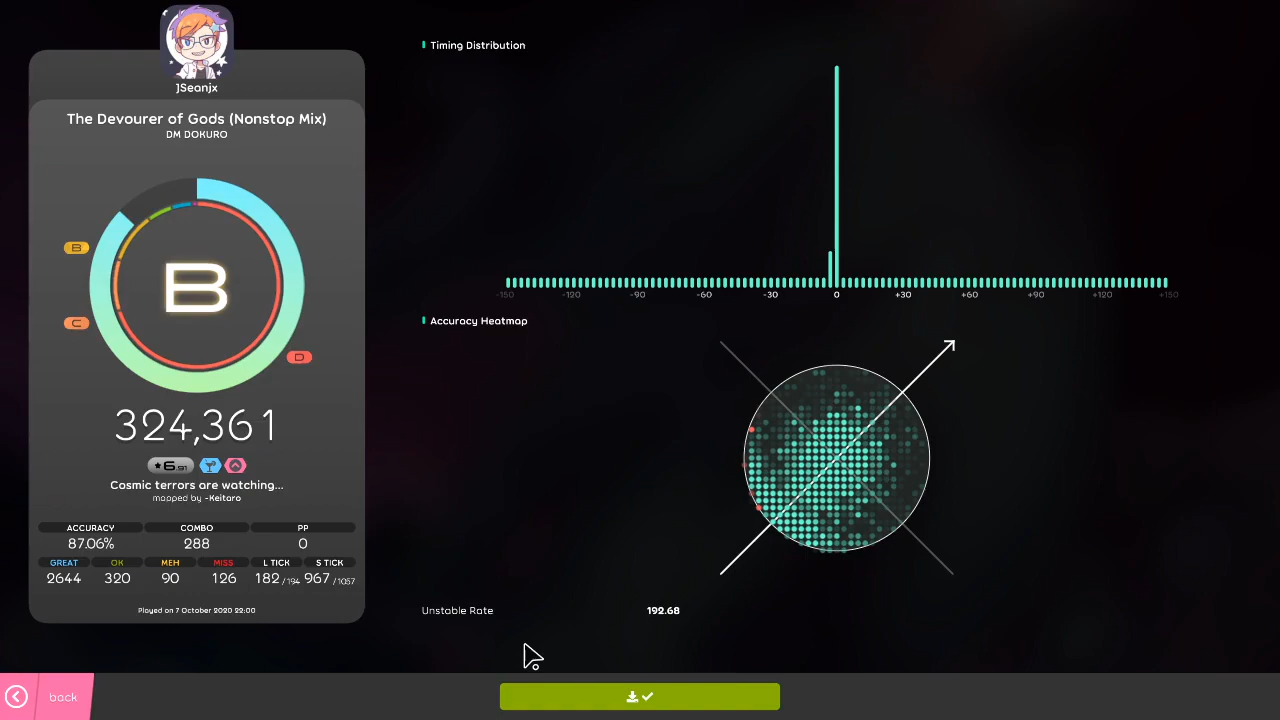 JSeanjx
The Devourer of Gods (Nonstop Mix)
DM DOKURO
B
C
D
B
324,361
6.91
Cosmic terrors are watching...
mapped by -Keitaro
ACCURACY COMBO PP
87.06% 288 0
GREAT OK MEH MISS L TICK S TICK
2644 320 90 126 182/194 967/1057
Played on 7 October 2020 22:00
Timing Distribution
-150 -120 -90 -60 -30 0 +30 +60 +90 +120 +150
Accuracy Heatmap
Unstable Rate 192.68
back